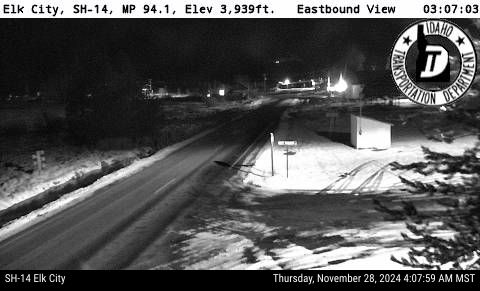 Elk City, SH-14, MP 94.1, Elev 3,939ft. Eastbound View 03:07:03
IDAHO
TRANSPORTATION DEPARTMENT
SH-14 Elk City Thursday, November 28, 2024 4:07:59 AM MST